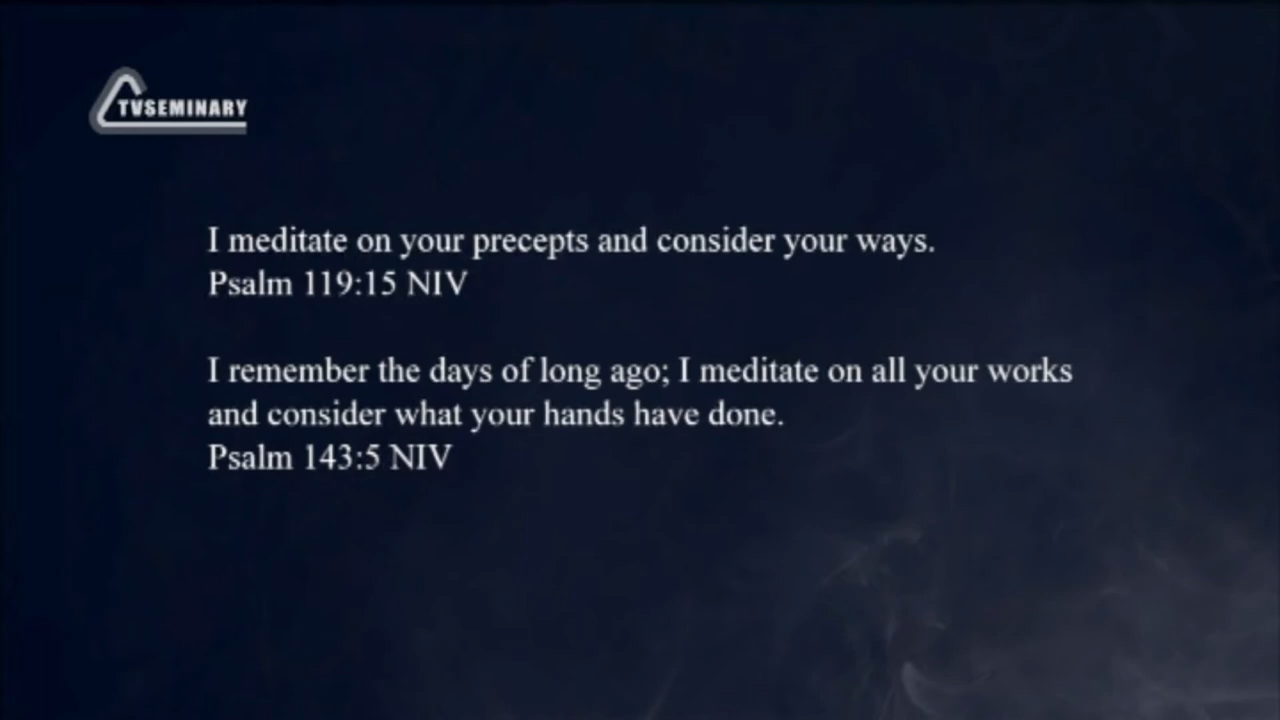 TVSEMINARY
I meditate on your precepts and consider your ways.
Psalm 119:15 NIV
I remember the days of long ago; I meditate on all your works
and consider what your hands have done.
Psalm 143:5 NIV